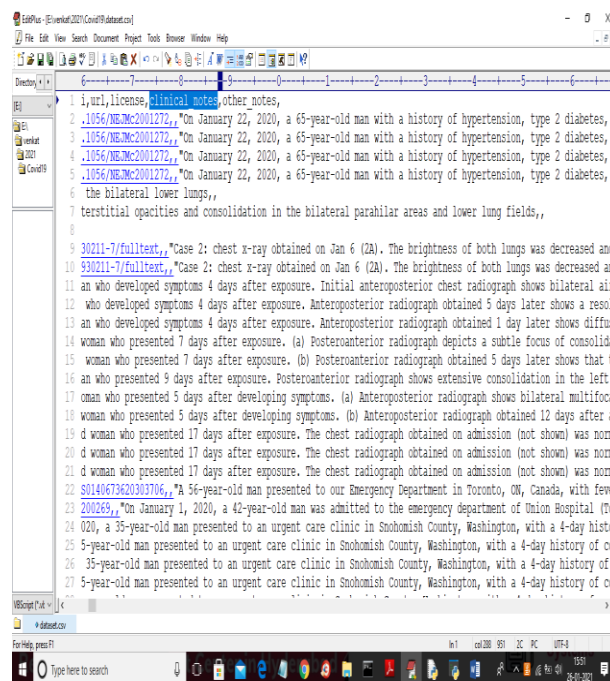 EditPlus - [E:\venkat\2021\Covid19\dataset.csv]
File Edit View Search Document Project Tools Browser Window Help
Directory
6----+----7----+----8----+----9----+----0----+----1----+----2----+----3----+----4----+----5----+----6----+--
[E:]
E:\
venkat
2021
Covid19
1 i,url,license,clinical_notes,other_notes,
2 .1056/NEJMc2001272,,"On January 22, 2020, a 65-year-old man with a history of hypertension, type 2 diabetes,
3 .1056/NEJMc2001272,,"On January 22, 2020, a 65-year-old man with a history of hypertension, type 2 diabetes,
4 .1056/NEJMc2001272,,"On January 22, 2020, a 65-year-old man with a history of hypertension, type 2 diabetes,
5 .1056/NEJMc2001272,,"On January 22, 2020, a 65-year-old man with a history of hypertension, type 2 diabetes,
6 the bilateral lower lungs,,
7 terstitial opacities and consolidation in the bilateral parahilar areas and lower lung fields,,
8
9 30211-7/fulltext,,"Case 2: chest x-ray obtained on Jan 6 (2A). The brightness of both lungs was decreased and
10 930211-7/fulltext,,"Case 2: chest x-ray obtained on Jan 6 (2A). The brightness of both lungs was decreased a
11 an who developed symptoms 4 days after exposure. Initial anteroposterior chest radiograph shows bilateral ai
12 who developed symptoms 4 days after exposure. Anteroposterior radiograph obtained 5 days later shows a reso
13 an who developed symptoms 4 days after exposure. Anteroposterior radiograph obtained 1 day later shows diffu
14 woman who presented 7 days after exposure. (a) Posteroanterior radiograph depicts a subtle focus of consolid
15 woman who presented 7 days after exposure. (b) Posteroanterior radiograph obtained 5 days later shows that t
16 an who presented 9 days after exposure. Posteroanterior radiograph shows extensive consolidation in the left
17 oman who presented 5 days after developing symptoms. (a) Anteroposterior radiograph shows bilateral multifoc
18 woman who presented 5 days after developing symptoms. (b) Anteroposterior radiograph obtained 12 days after
19 d woman who presented 17 days after exposure. The chest radiograph obtained on admission (not shown) was nor
20 d woman who presented 17 days after exposure. The chest radiograph obtained on admission (not shown) was nor
21 d woman who presented 17 days after exposure. The chest radiograph obtained on admission (not shown) was nor
22 S0140673620303706,,"A 56-year-old man presented to our Emergency Department in Toronto, ON, Canada, with feve
23 200269,,"On January 1, 2020, a 42-year-old man was admitted to the emergency department of Union Hospital (T
24 020, a 35-year-old man presented to an urgent care clinic in Snohomish County, Washington, with a 4-day histo
25 5-year-old man presented to an urgent care clinic in Snohomish County, Washington, with a 4-day history of c
26 35-year-old man presented to an urgent care clinic in Snohomish County, Washington, with a 4-day history of
27 5-year-old man presented to an urgent care clinic in Snohomish County, Washington, with a 4-day history of c
dataset.csv
For Help, press F1 ln 1 col 288 951 2C PC UTF-8
Type here to search
15:51
26-01-2021